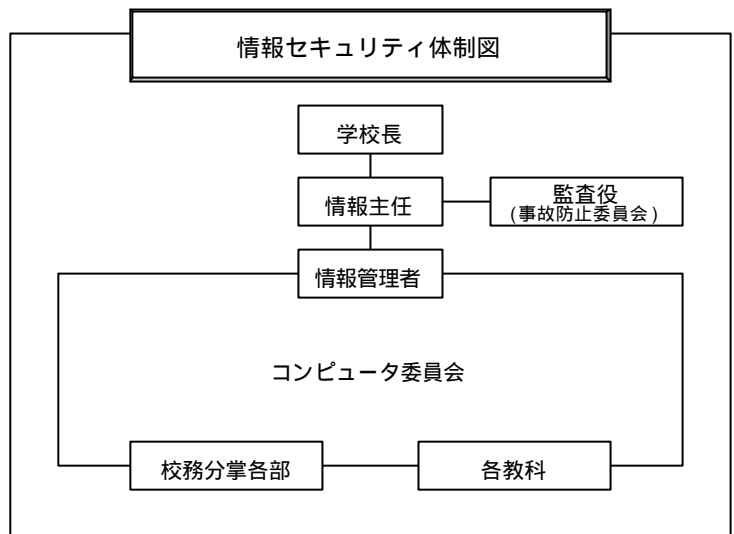 情報セキュリティ体制図
学校長
情報主任
監査役
(事故防止委員会)
情報管理者
コンピュータ委員会
校務分掌各部
各教科